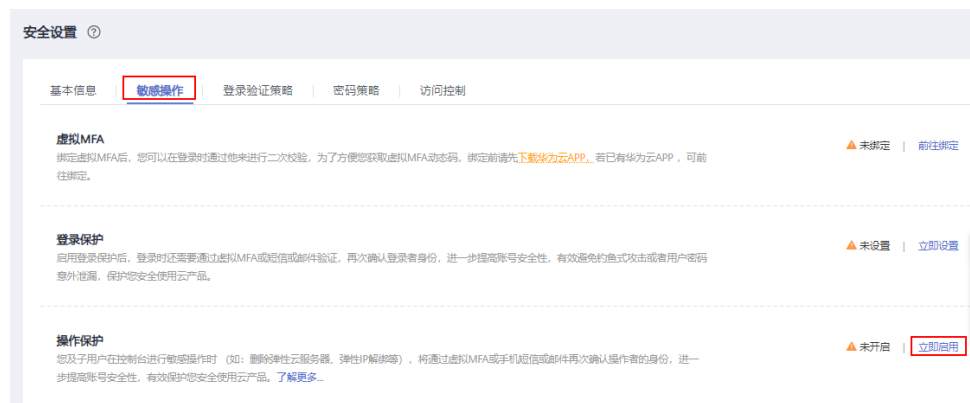 安全设置 ?
基本信息 敏感操作 登录验证策略 密码策略 访问控制
虚拟MFA
绑定虚拟MFA后，您可以在登录时通过他来进行二次校验，为了方便您获取虚拟MFA动态码，绑定前请先下载华为云APP，若已有华为云APP ，可前
往绑定。
未绑定 | 前往绑定
登录保护
启用登录保护后，登录时还需要通过虚拟MFA或短信或邮件验证，再次确认登录者身份，进一步提高账号安全性，有效避免钓鱼式攻击或者用户密码
意外泄漏，保护您安全使用云产品。
未设置 | 立即设置
操作保护
您及子用户在控制台进行敏感操作时 （如：删除弹性云服务器、弹性IP解绑等），将通过虚拟MFA或手机短信或邮件再次确认操作者的身份，进一
步提高账号安全性，有效保护您安全使用云产品。了解更多...
未开启 | 立即启用